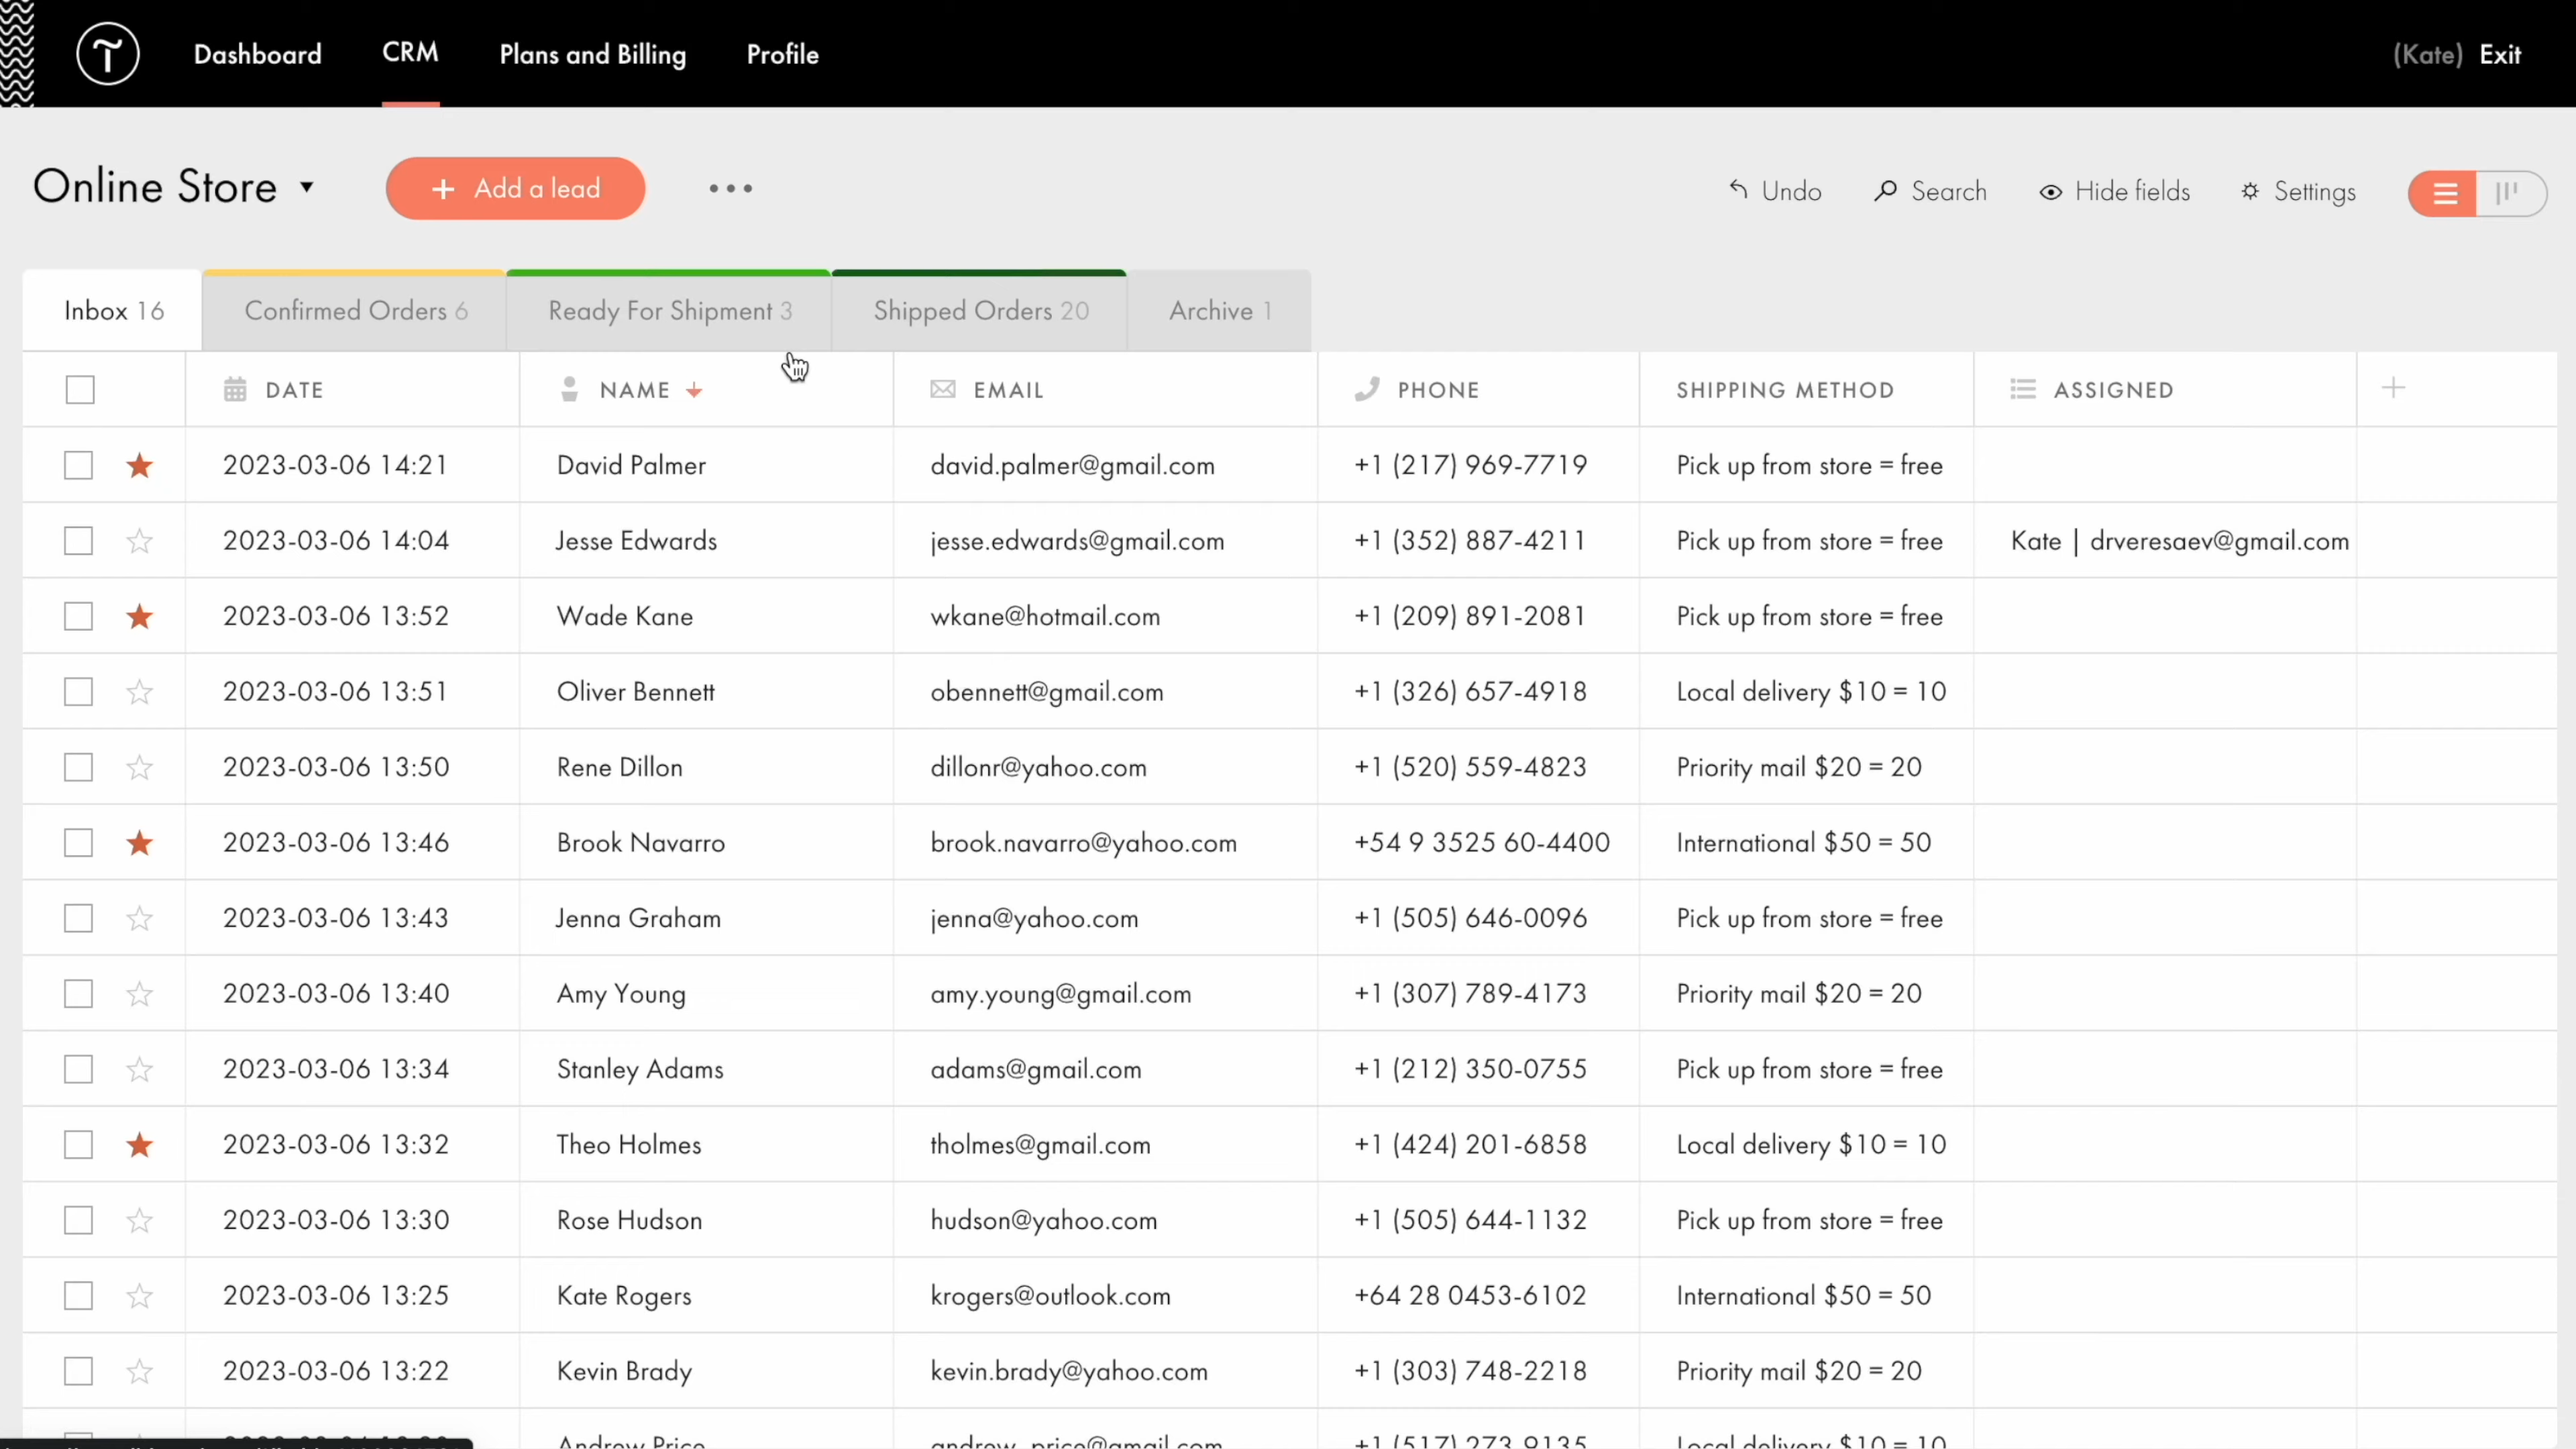 Dashboard CRM Plans and Billing Profile (Kate) Exit
Online Store + Add a lead Undo Search Hide fields Settings
Inbox 16 Confirmed Orders 6 Ready For Shipment 3 Shipped Orders 20 Archive 1
DATE NAME EMAIL PHONE SHIPPING METHOD ASSIGNED
2023-03-06 14:21 David Palmer david.palmer@gmail.com +1 (217) 969-7719 Pick up from store = free
2023-03-06 14:04 Jesse Edwards jesse.edwards@gmail.com +1 (352) 887-4211 Pick up from store = free Kate | drveresaev@gmail.com
2023-03-06 13:52 Wade Kane wkane@hotmail.com +1 (209) 891-2081 Pick up from store = free
2023-03-06 13:51 Oliver Bennett obennett@gmail.com +1 (326) 657-4918 Local delivery $10 = 10
2023-03-06 13:50 Rene Dillon dillonr@yahoo.com +1 (520) 559-4823 Priority mail $20 = 20
2023-03-06 13:46 Brook Navarro brook.navarro@yahoo.com +54 9 3525 60-4400 International $50 = 50
2023-03-06 13:43 Jenna Graham jenna@yahoo.com +1 (505) 646-0096 Pick up from store = free
2023-03-06 13:40 Amy Young amy.young@gmail.com +1 (307) 789-4173 Priority mail $20 = 20
2023-03-06 13:34 Stanley Adams adams@gmail.com +1 (212) 350-0755 Pick up from store = free
2023-03-06 13:32 Theo Holmes tholmes@gmail.com +1 (424) 201-6858 Local delivery $10 = 10
2023-03-06 13:30 Rose Hudson hudson@yahoo.com +1 (505) 644-1132 Pick up from store = free
2023-03-06 13:25 Kate Rogers krogers@outlook.com +64 28 0453-6102 International $50 = 50
2023-03-06 13:22 Kevin Brady kevin.brady@yahoo.com +1 (303) 748-2218 Priority mail $20 = 20
Andrew Price andrew_price@gmail.com +1 (517) 273-9135 Local delivery $10 = 10